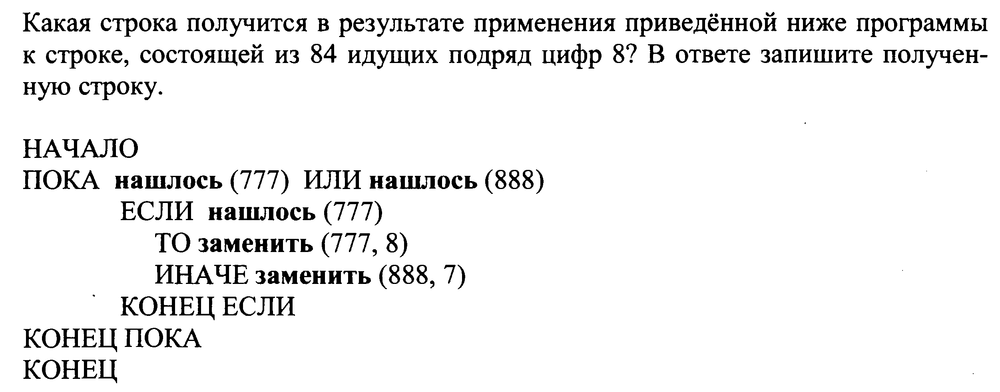 Какая строка получится в результате применения приведённой ниже программы
к строке, состоящей из 84 идущих подряд цифр 8? В ответе запишите получен-
ную строку.
НАЧАЛО
ПОКА нашлось (777) ИЛИ нашлось (888)
ЕСЛИ нашлось (777)
ТО заменить (777, 8)
ИНАЧЕ заменить (888, 7)
КОНЕЦ ЕСЛИ
КОНЕЦ ПОКА
КОНЕЦ